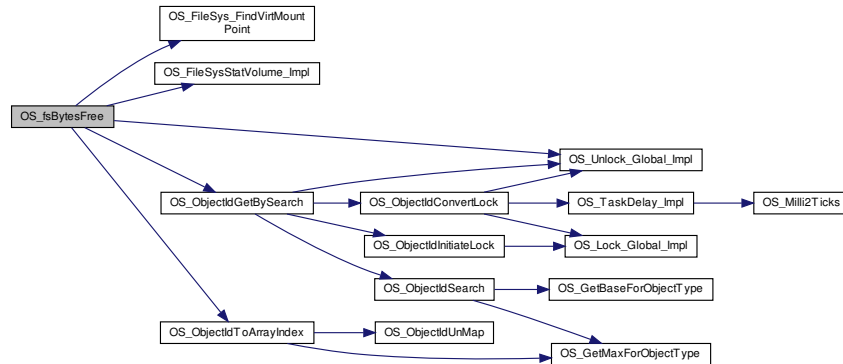 OS_FileSys_FindVirtMount
Point
OS_FileSysStatVolume_Impl
OS_fsBytesFree
OS_Unlock_Global_Impl
OS_ObjectIdGetBySearch
OS_ObjectIdConvertLock
OS_TaskDelay_Impl
OS_Milli2Ticks
OS_ObjectIdInitiateLock
OS_Lock_Global_Impl
OS_ObjectIdSearch
OS_GetBaseForObjectType
OS_ObjectIdToArrayIndex
OS_ObjectIdUnMap
OS_GetMaxForObjectType